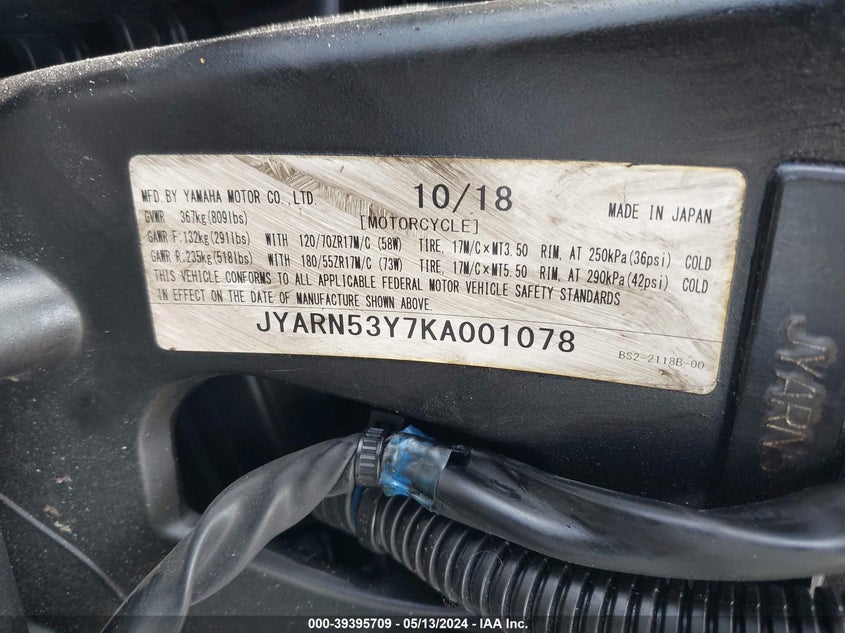 MFD.BY YAMAHA MOTOR CO.,LTD. 10/18 MADE IN JAPAN
GVWR 367kg(809lbs) [MOTORCYCLE]
GAWR F:132kg(291lbs) WITH 120/70ZR17M/C(58W) TIRE, 17M/C×MT3.50 RIM, AT 250kPa(36psi) COLD
GAWR R:235kg(518lbs) WITH 180/55ZR17M/C(73W) TIRE, 17M/C×MT5.50 RIM, AT 290kPa(42psi) COLD
THIS VEHICLE CONFORMS TO ALL APPLICABLE FEDERAL MOTOR VEHICLE SAFETY STANDARDS
IN EFFECT ON THE DATE OF MANUFACTURE SHOWN ABOVE.
JYARN53Y7KA001078
BS2-2118B-00
JYARN
000-39395709 - 05/13/2024 - IAA Inc.